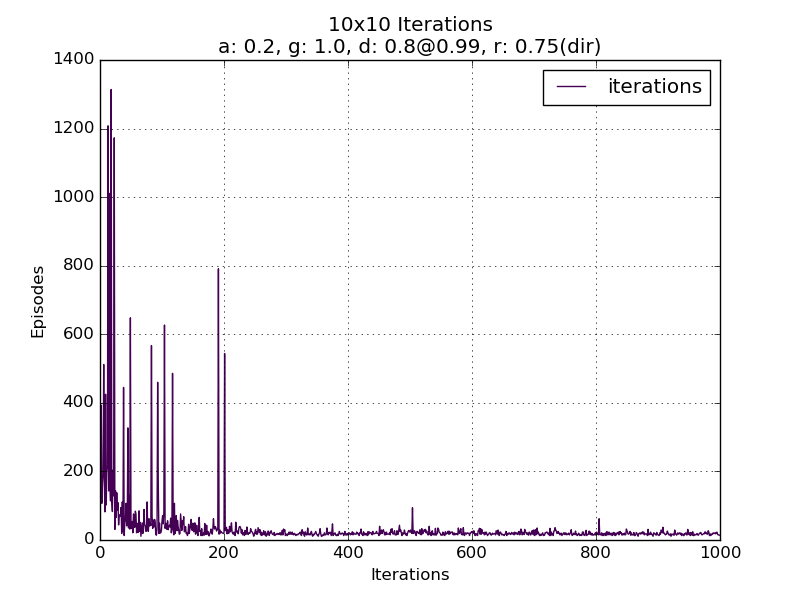 10x10 Iterations
a: 0.2, g: 1.0, d: 0.8@0.99, r: 0.75(dir)
iterations
1400
1200
1000
800
600
400
200
0
Episodes
0 200 400 600 800 1000
Iterations